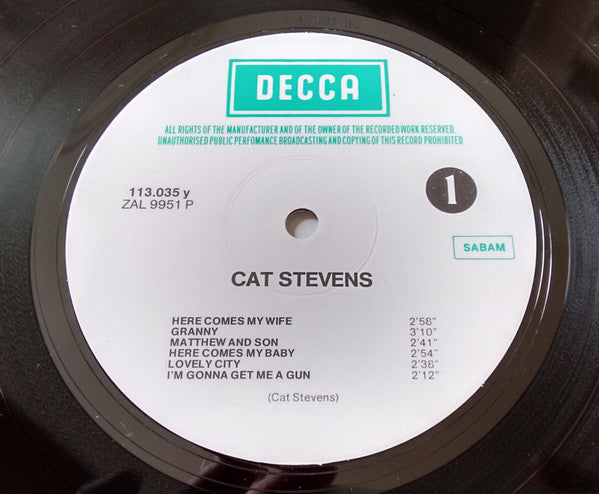 DECCA
ALL RIGHTS OF THE MANUFACTURER AND OF THE OWNER OF THE RECORDED WORK RESERVED
UNAUTHORISED PUBLIC PERFOMANCE BROADCASTING AND COPYING OF THIS RECORD PROHIBITED
113.035 y
ZAL 9951 P
1
SABAM
CAT STEVENS
HERE COMES MY WIFE 2'58"
GRANNY 3'10"
MATTHEW AND SON 2'41"
HERE COMES MY BABY 2'54"
LOVELY CITY 2'38"
I'M GONNA GET ME A GUN 2'12"
(Cat Stevens)